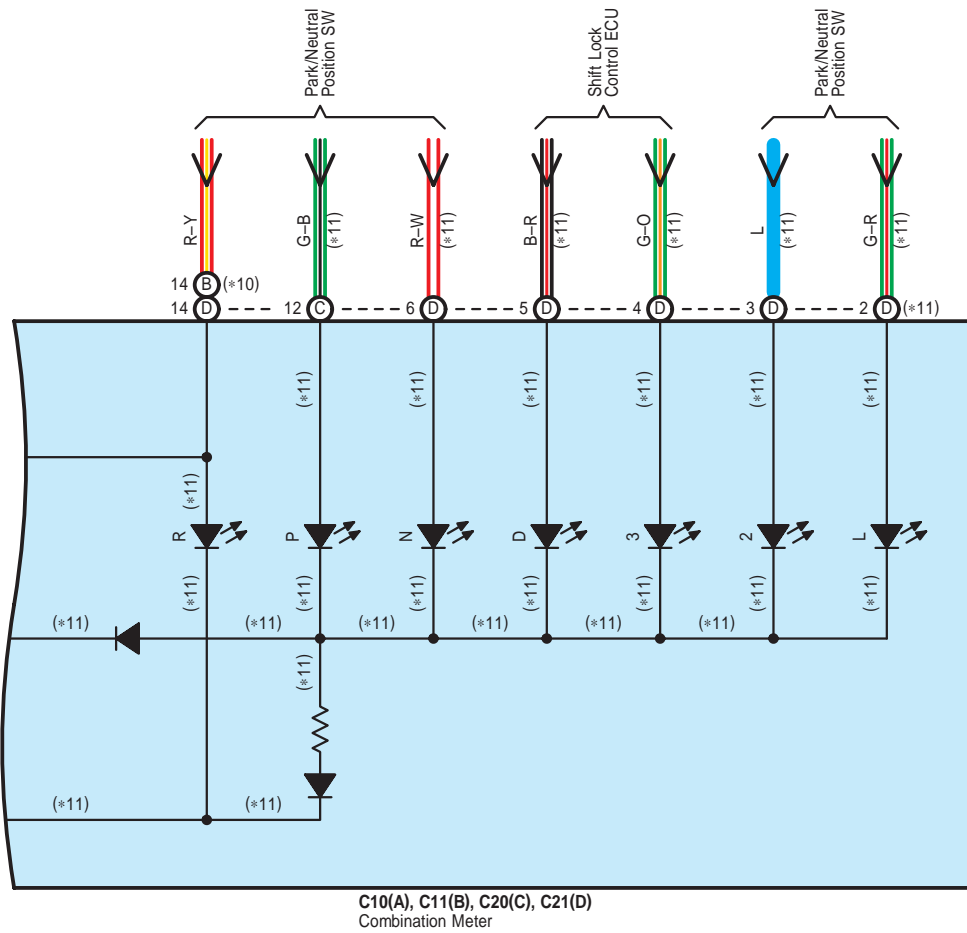 Park/Neutral
Position SW
Shift Lock
Control ECU
Park/Neutral
Position SW
R–Y
G–B
(*11)
R–W
(*11)
B–R
(*11)
G–O
(*11)
L
(*11)
G–R
(*11)
14 B (*10)
14 D 12 C 6 D 5 D 4 D 3 D 2 D (*11)
(*11) (*11) (*11) (*11) (*11) (*11)
(*11)
R P N D 3 2 L
(*11) (*11) (*11) (*11) (*11) (*11) (*11)
(*11) (*11) (*11) (*11) (*11) (*11)
(*11)
(*11) (*11)
C10(A), C11(B), C20(C), C21(D)
Combination Meter